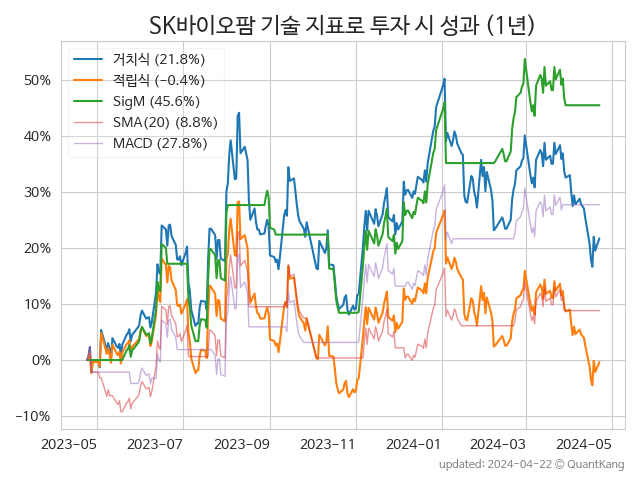 SK바이오팜 기술 지표로 투자 시 성과 (1년)
거치식 (21.8%)
적립식 (−0.4%)
SigM (45.6%)
SMA(20) (8.8%)
MACD (27.8%)
50%
40%
30%
20%
10%
0%
−10%
2023-05 2023-07 2023-09 2023-11 2024-01 2024-03 2024-05
updated: 2024-04-22 © QuantKang